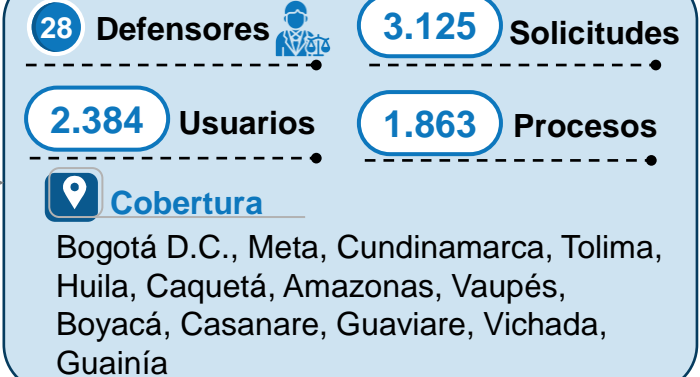 28 Defensores
3.125 Solicitudes
2.384 Usuarios
1.863 Procesos
Cobertura
Bogotá D.C., Meta, Cundinamarca, Tolima,
Huila, Caquetá, Amazonas, Vaupés,
Boyacá, Casanare, Guaviare, Vichada,
Guainía